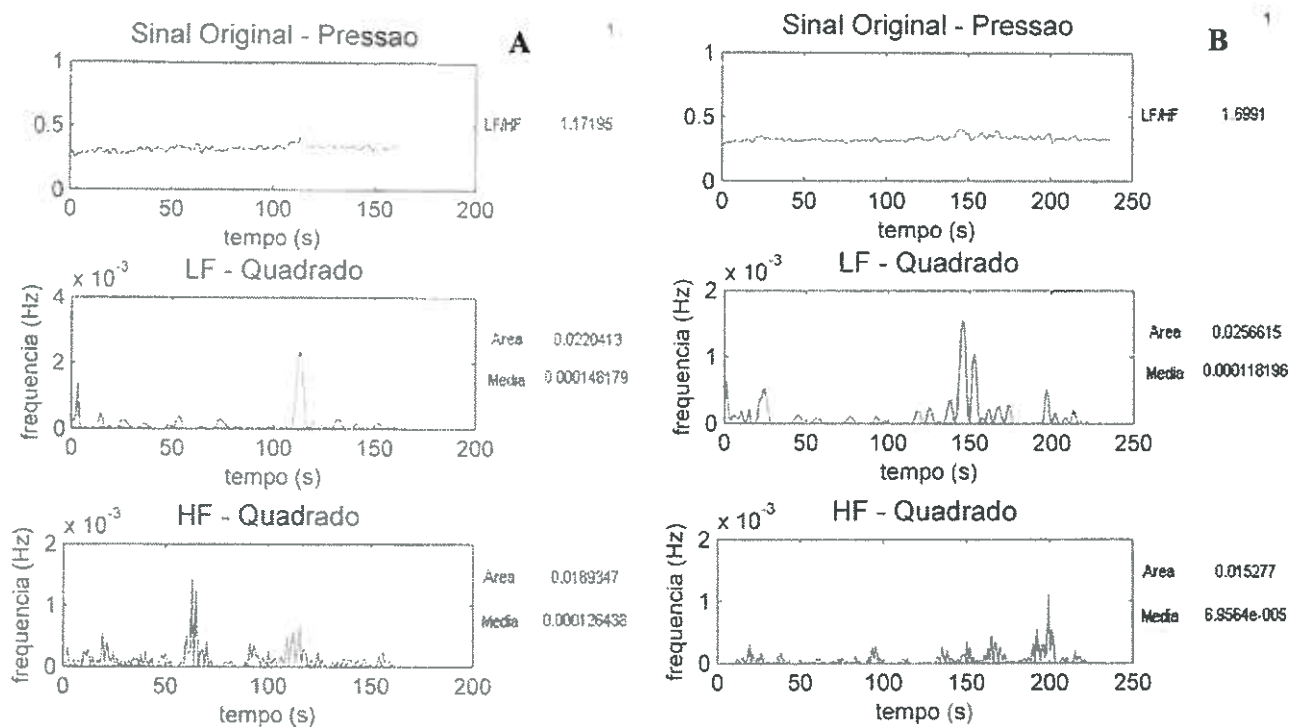 Sinal Original - Pressao
A
1
1
0.5
0
0 50 100 150 200
tempo (s)
LF/HF 1.17195
x 10-3
LF - Quadrado
frequencia (Hz)
4
2
0
0 50 100 150 200
tempo (s)
Area 0.0220413
Media 0.000148179
x 10-3
HF - Quadrado
frequencia (Hz)
2
1
0
0 50 100 150 200
tempo (s)
Area 0.0189347
Media 0.000126438
Sinal Original - Pressao
B
1
1
0.5
0
0 50 100 150 200 250
tempo (s)
LF/HF 1.6991
x 10-3
LF - Quadrado
frequencia (Hz)
2
1
0
0 50 100 150 200 250
tempo (s)
Area 0.0256615
Media 0.000118196
x 10-3
HF - Quadrado
frequencia (Hz)
2
1
0
0 50 100 150 200 250
tempo (s)
Area 0.015277
Media 6.9564e-005